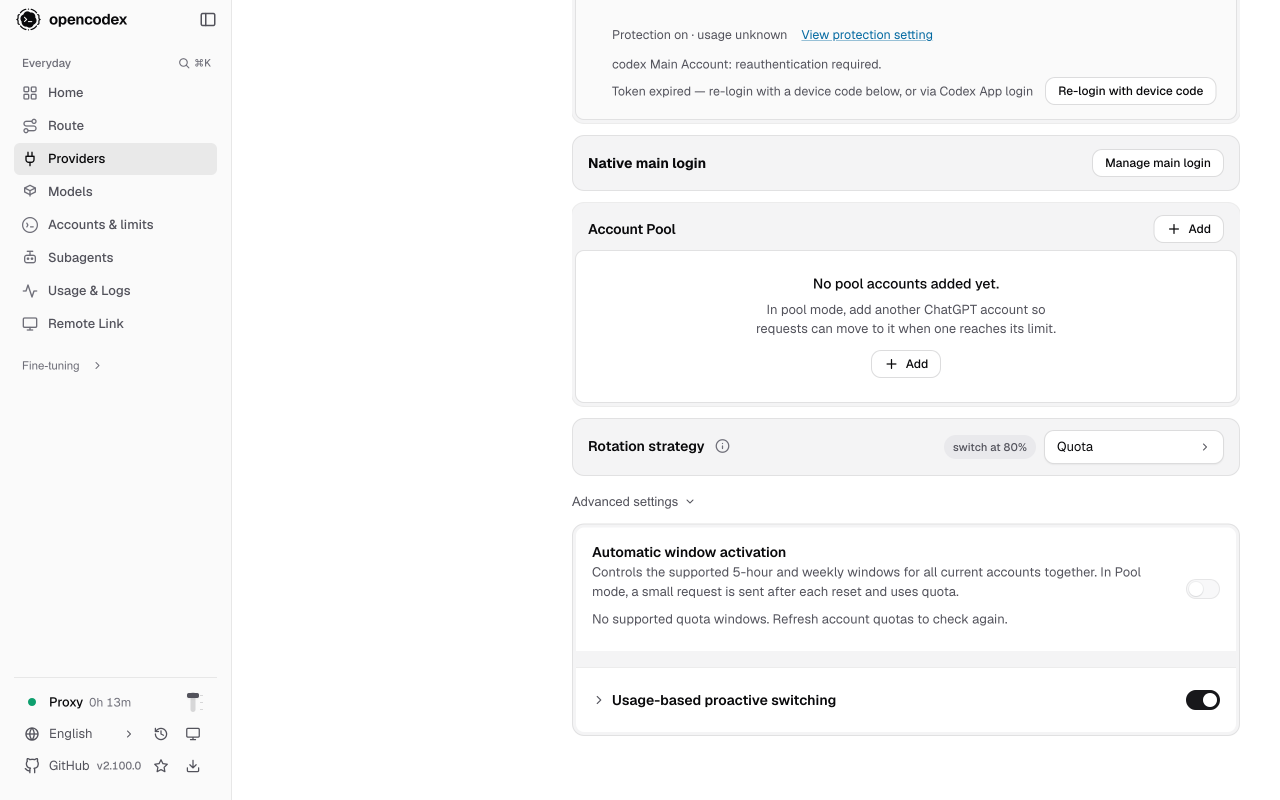 opencodex
Everyday
⌘K
Home
Route
Providers
Models
Accounts & limits
Subagents
Usage & Logs
Remote Link
Fine-tuning
Proxy 0h 13m
English
GitHub v2.100.0
Protection on · usage unknown View protection setting
codex Main Account: reauthentication required.
Token expired — re-login with a device code below, or via Codex App login Re-login with device code
Native main login Manage main login
Account Pool Add
No pool accounts added yet.
In pool mode, add another ChatGPT account so
requests can move to it when one reaches its limit.
Add
Rotation strategy switch at 80% Quota
Advanced settings
Automatic window activation
Controls the supported 5-hour and weekly windows for all current accounts together. In Pool
mode, a small request is sent after each reset and uses quota.
No supported quota windows. Refresh account quotas to check again.
Usage-based proactive switching